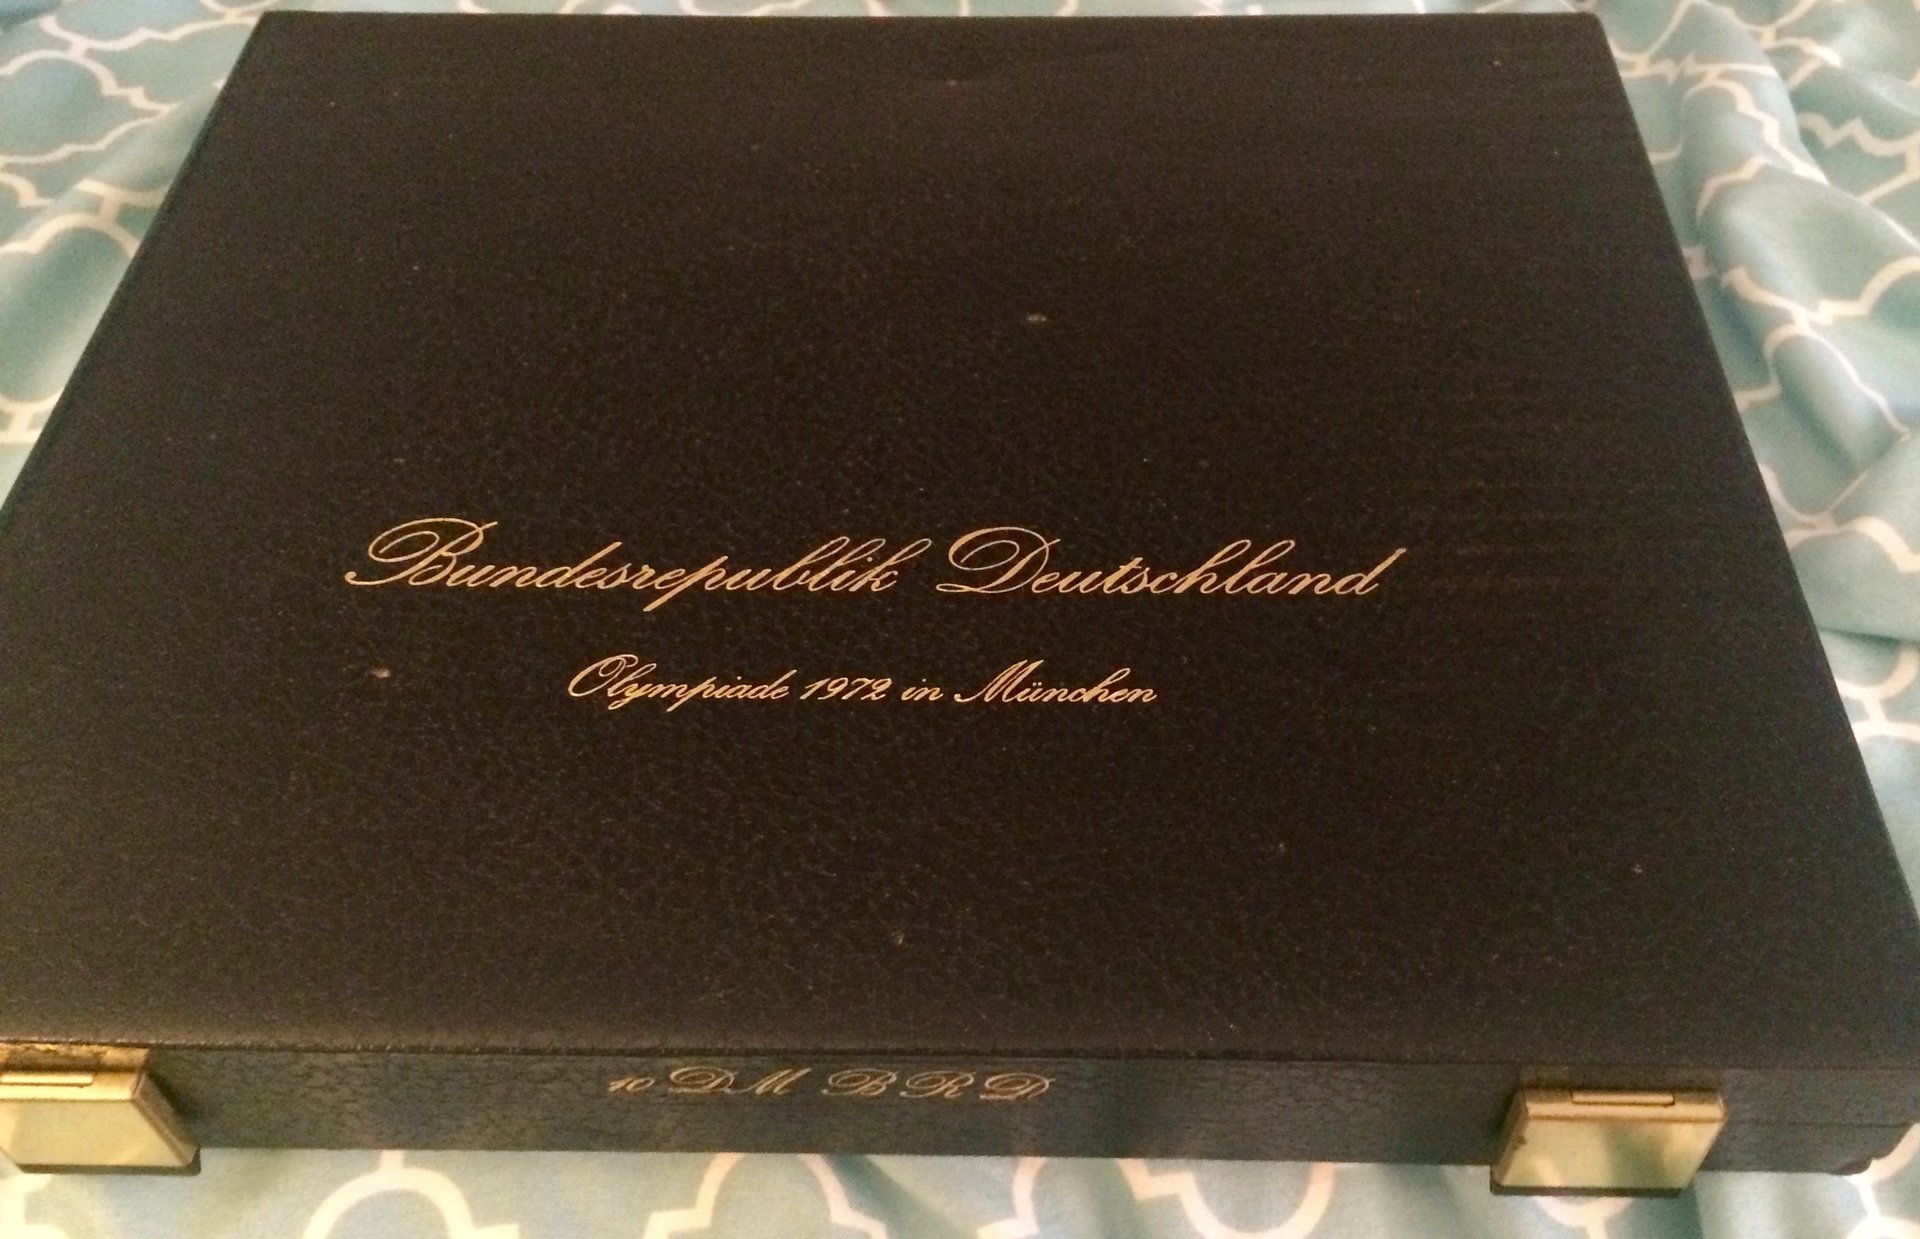 Bundesrepublik Deutschland
Olympiade 1972 in München
10 DM BRD